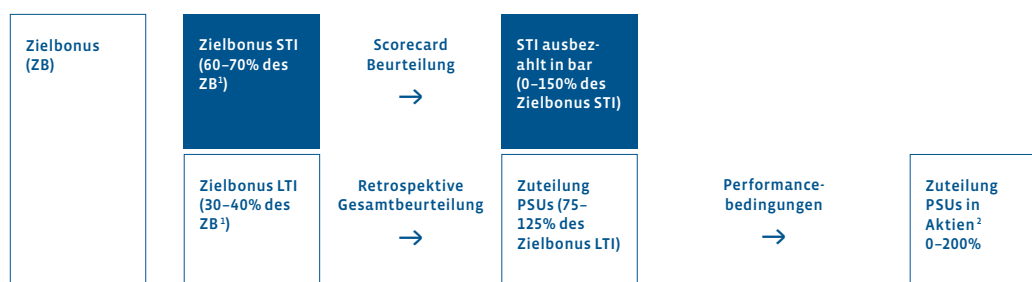 Zielbonus
(ZB)
Zielbonus STI
(60–70% des
ZB¹)
Scorecard
Beurteilung
→
STI ausbez-
ahlt in bar
(0–150% des
Zielbonus STI)
Zielbonus LTI
(30–40% des
ZB¹)
Retrospektive
Gesamtbeurteilung
→
Zuteilung
PSUs (75–
125% des
Zielbonus LTI)
Performance-
bedingungen
→
Zuteilung
PSUs in
Aktien²
0–200%